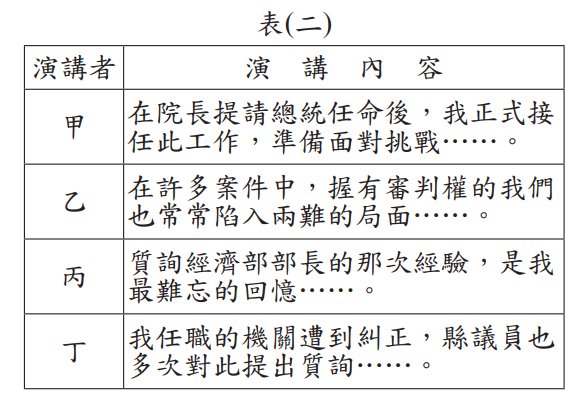 表(二)
演講者 演講內容
甲 在院長提請總統任命後，我正式接
任此工作，準備面對挑戰……。
乙 在許多案件中，握有審判權的我們
也常常陷入兩難的局面……。
丙 質詢經濟部部長的那次經驗，是我
最難忘的回憶……。
丁 我任職的機關遭到糾正，縣議員也
多次對此提出質詢……。